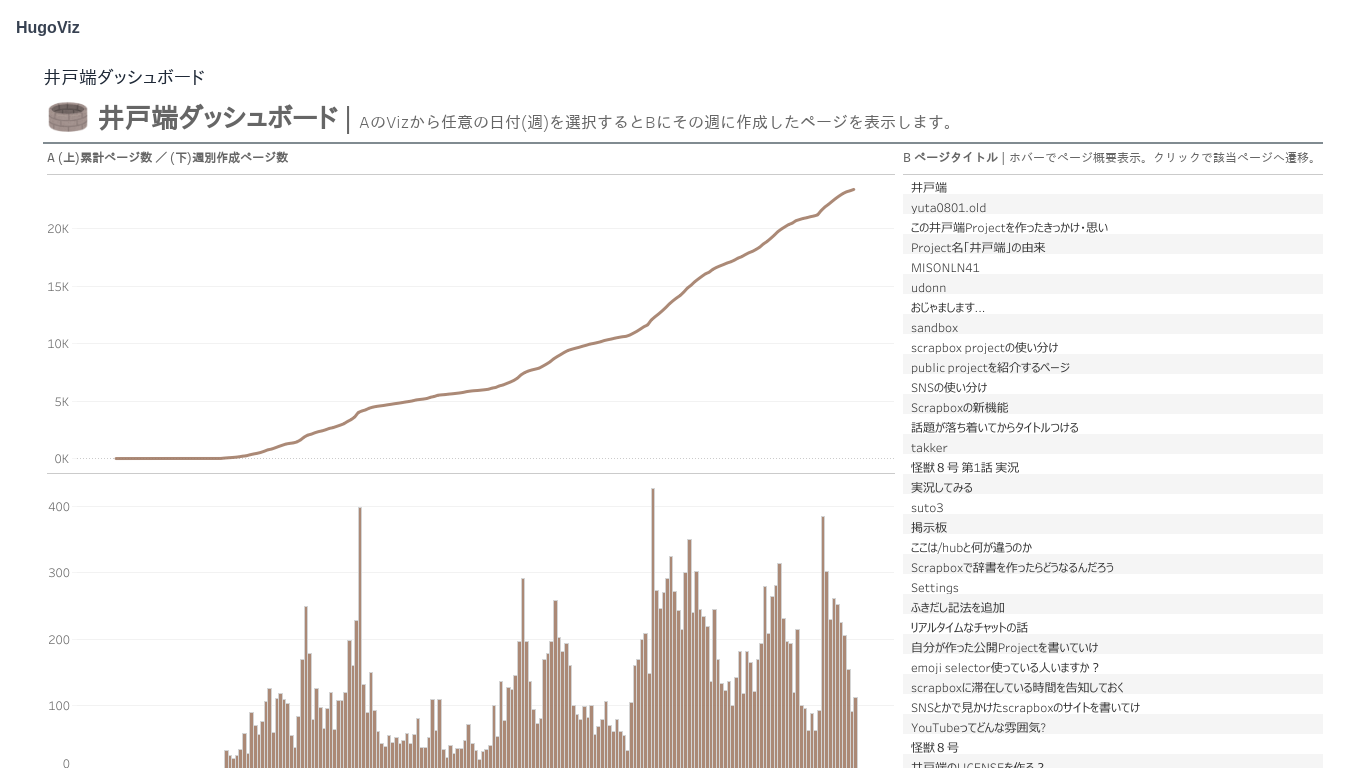 HugoViz
井戸端ダッシュボード
井戸端ダッシュボード | AのVizから任意の日付(週)を選択するとBにその週に作成したページを表示します。
A (上)累計ページ数 ／ (下)週別作成ページ数
20K
15K
10K
5K
0K
400
300
200
100
0
B ページタイトル | ホバーでページ概要表示。クリックで該当ページへ遷移。
井戸端
yuta0801.old
この井戸端Projectを作ったきっかけ・思い
Project名「井戸端」の由来
MISONLN41
udonn
おじゃまします…
sandbox
scrapbox projectの使い分け
public projectを紹介するページ
SNSの使い分け
Scrapboxの新機能
話題が落ち着いてからタイトルつける
takker
怪獣８号 第1話 実況
実況してみる
suto3
掲示板
ここは/hubと何が違うのか
Scrapboxで辞書を作ったらどうなるんだろう
Settings
ふきだし記法を追加
リアルタイムなチャットの話
自分が作った公開Projectを書いていけ
emoji selector使っている人いますか？
scrapboxに滞在している時間を告知しておく
SNSとかで見かけたscrapboxのサイトを書いてけ
YouTubeってどんな雰囲気?
怪獣８号
井戸端のLICENSEを作る？